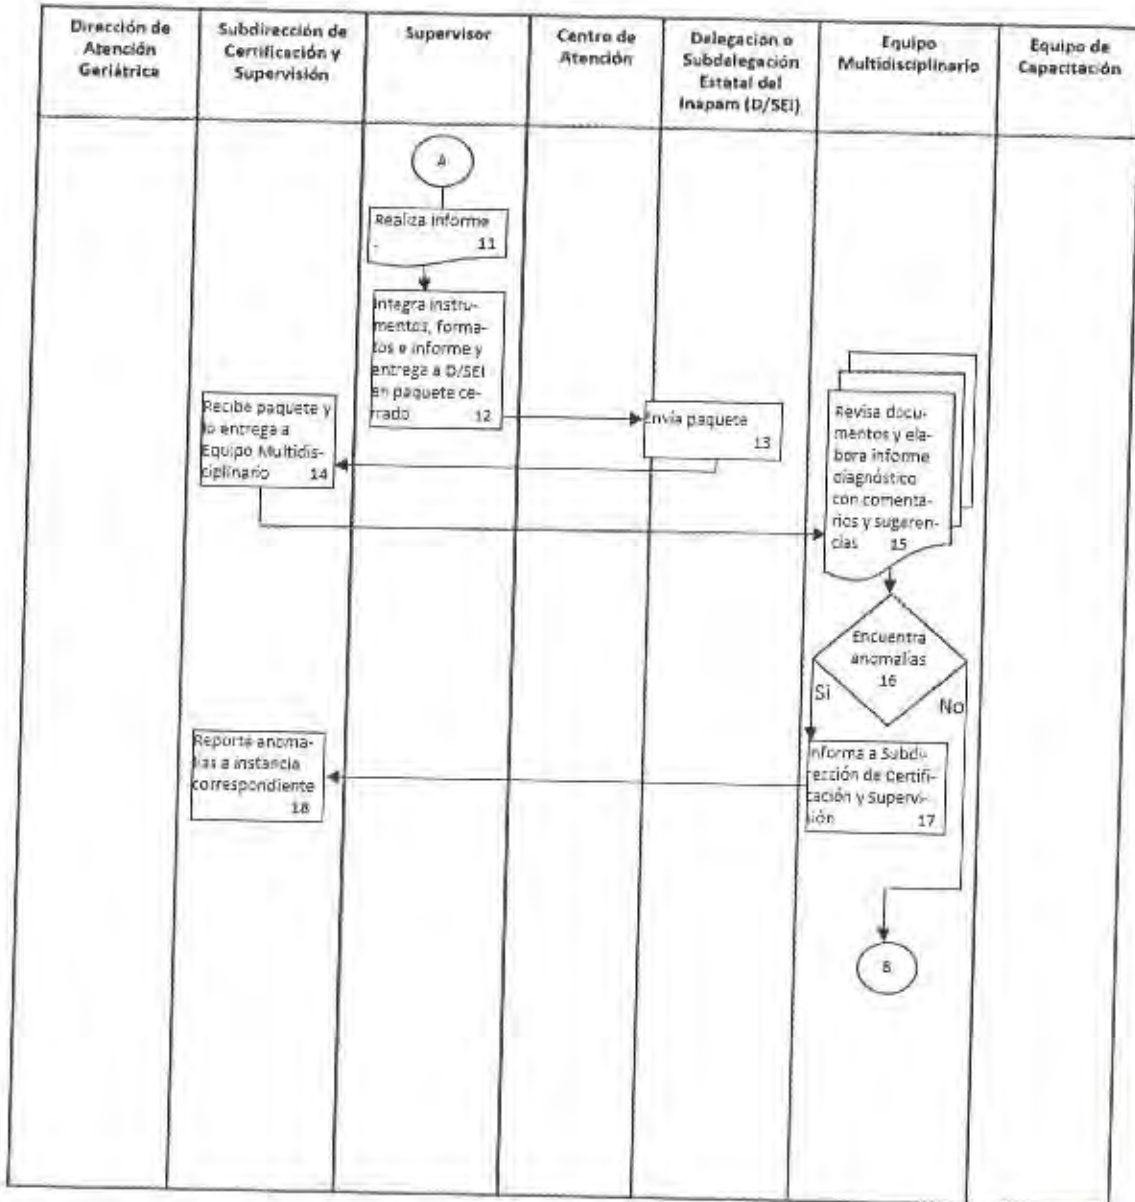 Dirección de
Atención
Geriátrica
Subdirección de
Certificación y
Supervisión
Supervisor
Centro de
Atención
Delegación o
Subdelegación
Estatal del
Inapam (D/SEI)
Equipo
Multidisciplinario
Equipo de
Capacitación
A
Realiza informe
. 11
Integra instru-
mentos, forma-
tos e informe y
entrega a D/SEI
en paquete ce-
rrado 12
Envía paquete
13
Recibe paquete y
lo entrega a
Equipo Multidis-
ciplinario 14
Revisa docu-
mentos y ela-
bora informe
diagnóstico
con comenta-
rios y sugeren-
cias 15
Encuentra
anomalías
16
Si
No
Informa a Subdi-
rección de Certifi-
cación y Supervi-
sión 17
Reporta anoma-
lías a instancia
correspondiente
18
B